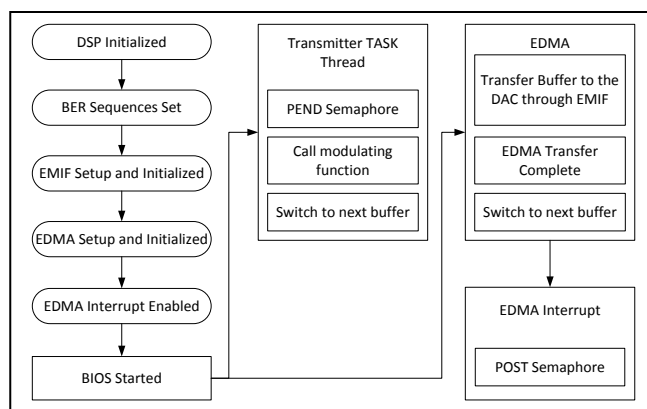 DSP Initialized
BER Sequences Set
EMIF Setup and Initialized
EDMA Setup and Initialized
EDMA Interrupt Enabled
BIOS Started
Transmitter TASK
Thread
PEND Semaphore
Call modulating
function
Switch to next buffer
EDMA
Transfer Buffer to the
DAC through EMIF
EDMA Transfer
Complete
Switch to next buffer
EDMA Interrupt
POST Semaphore